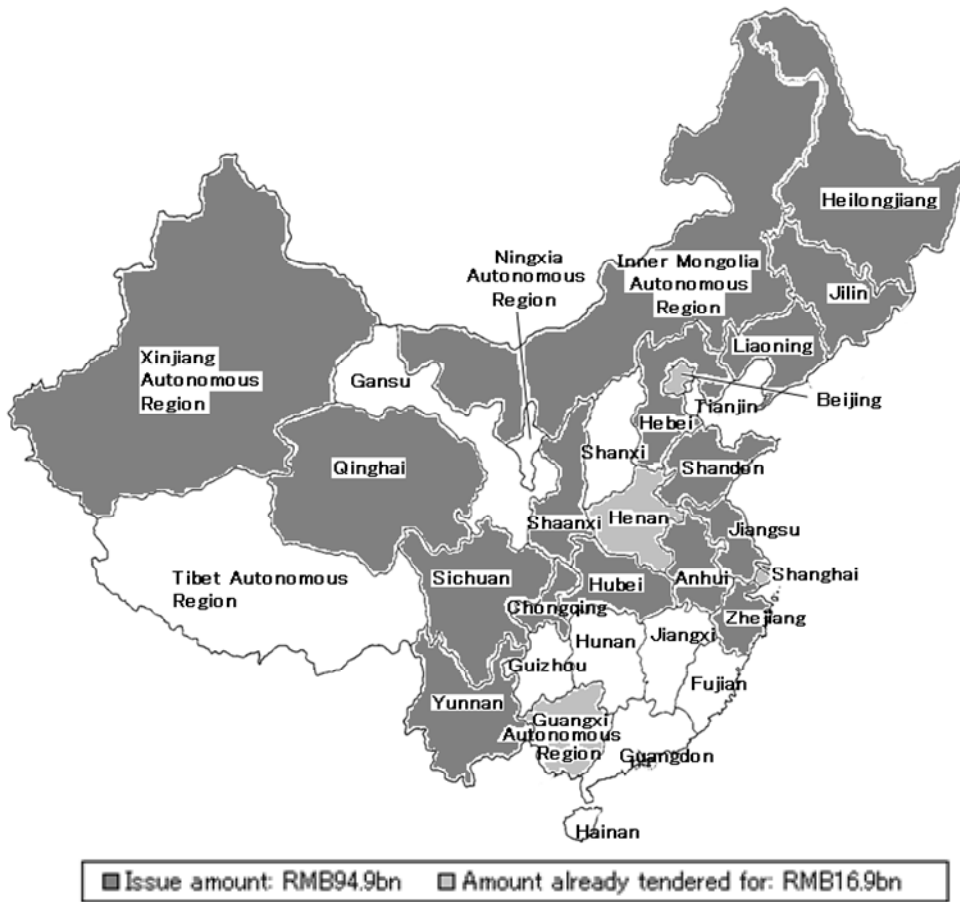 Heilongjiang
Ningxia
Autonomous
Region
Inner Mongolia
Autonomous
Region
Jilin
Liaoning
Xinjiang
Autonomous
Region
Gansu
Beijing
Tianjin
Hebei
Shanxi
Qinghai
Shandon
Shaanxi
Henan
Jiangsu
Tibet Autonomous
Region
Sichuan
Hubei
Anhui
Shanghai
Chongqing
Zhejiang
Hunan
Jiangxi
Guizhou
Fujian
Yunnan
Guangxi
Autonomous
Region
Guangdon
Hainan
Issue amount: RMB94.9bn
Amount already tendered for: RMB16.9bn